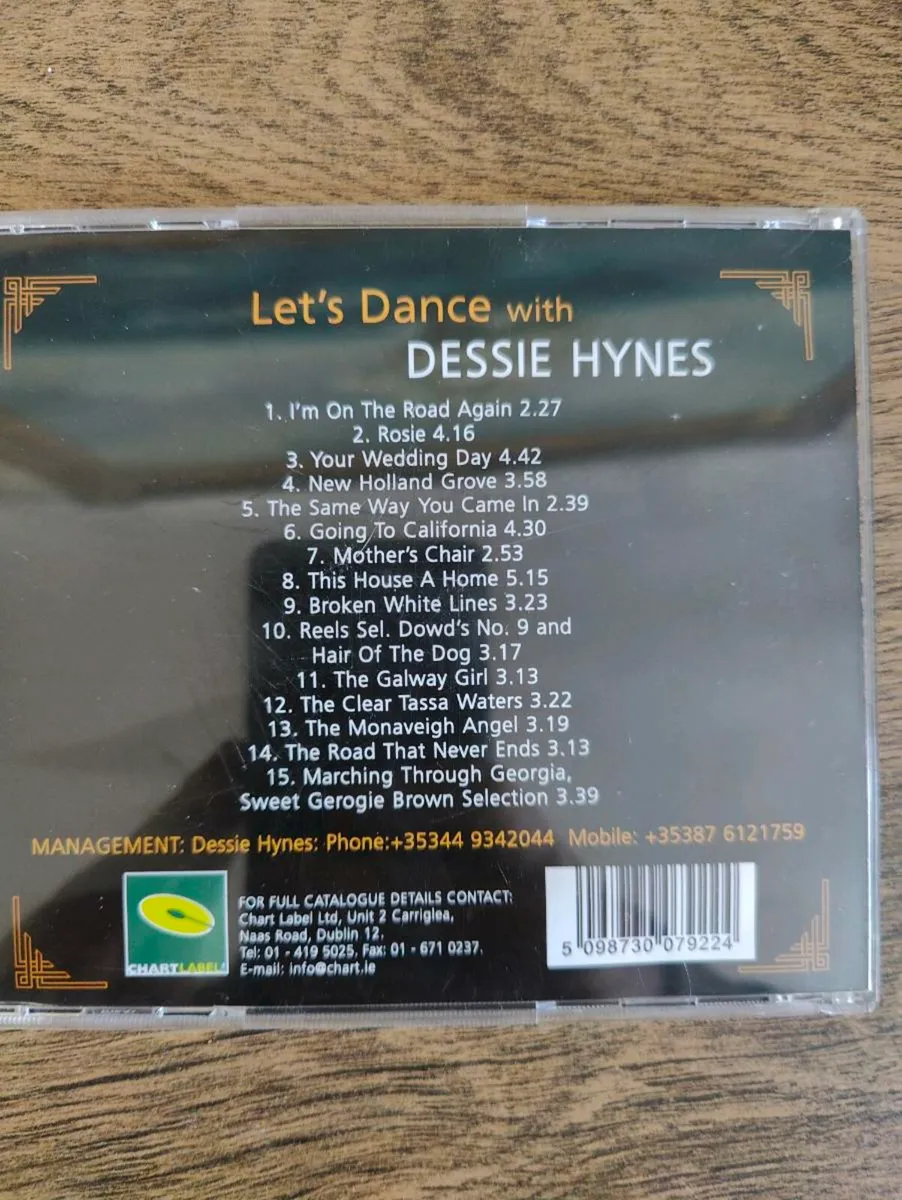 Let's Dance with
DESSIE HYNES
1. I'm On The Road Again 2.27
2. Rosie 4.16
3. Your Wedding Day 4.42
4. New Holland Grove 3.58
5. The Same Way You Came In 2.39
6. Going To California 4.30
7. Mother's Chair 2.53
8. This House A Home 5.15
9. Broken White Lines 3.23
10. Reels Sel. Dowd's No. 9 and
Hair Of The Dog 3.17
11. The Galway Girl 3.13
12. The Clear Tassa Waters 3.22
13. The Monaveigh Angel 3.19
14. The Road That Never Ends 3.13
15. Marching Through Georgia,
Sweet Gerogie Brown Selection 3.39
MANAGEMENT: Dessie Hynes: Phone:+35344 9342044 Mobile: +35387 6121759
FOR FULL CATALOGUE DETAILS CONTACT:
Chart Label Ltd, Unit 2 Carriglea,
Naas Road, Dublin 12.
Tel: 01 - 419 5025. Fax: 01 - 671 0237.
E-mail: info@chart.ie
CHARTLABEL
5 098730 079224